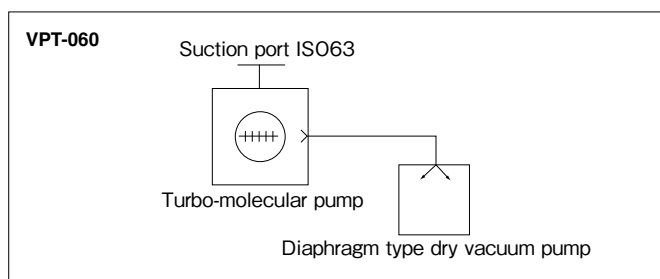 VPT-060
Suction port ISO63
Turbo-molecular pump
Diaphragm type dry vacuum pump